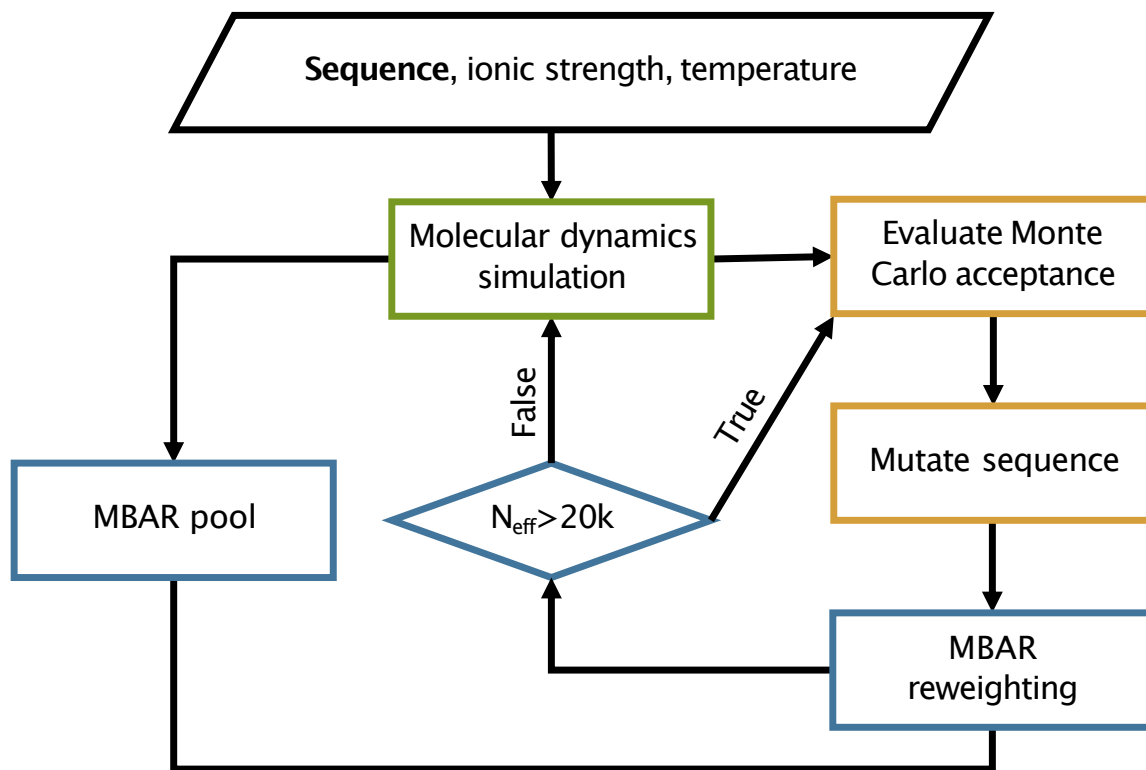 Sequence, ionic strength, temperature
Molecular dynamics
simulation
Evaluate Monte
Carlo acceptance
False
True
Mutate sequence
MBAR pool
N_eff>20k
MBAR
reweighting